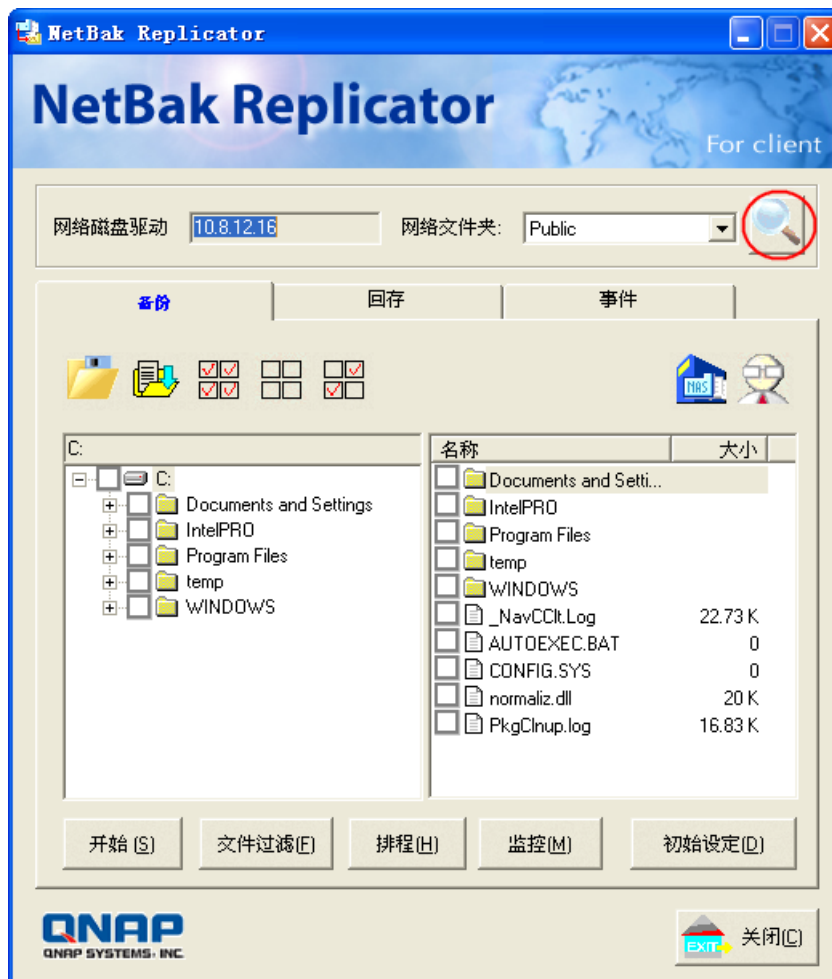 NetBak Replicator
NetBak Replicator
For client
网络磁盘驱动 10.8.12.16 网络文件夹: Public
备份 回存 事件
NAS
C: 名称 大小
C:
Documents and Settings
IntelPRO
Program Files
temp
WINDOWS
Documents and Setti...
IntelPRO
Program Files
temp
WINDOWS
_NavCClt.Log 22.73 K
AUTOEXEC.BAT 0
CONFIG.SYS 0
normaliz.dll 20 K
PkgClnup.log 16.83 K
开始 (S) 文件过滤(F) 排程(H) 监控(M) 初始设定(D)
QNAP
QNAP SYSTEMS, INC.
EXIT 关闭(C)